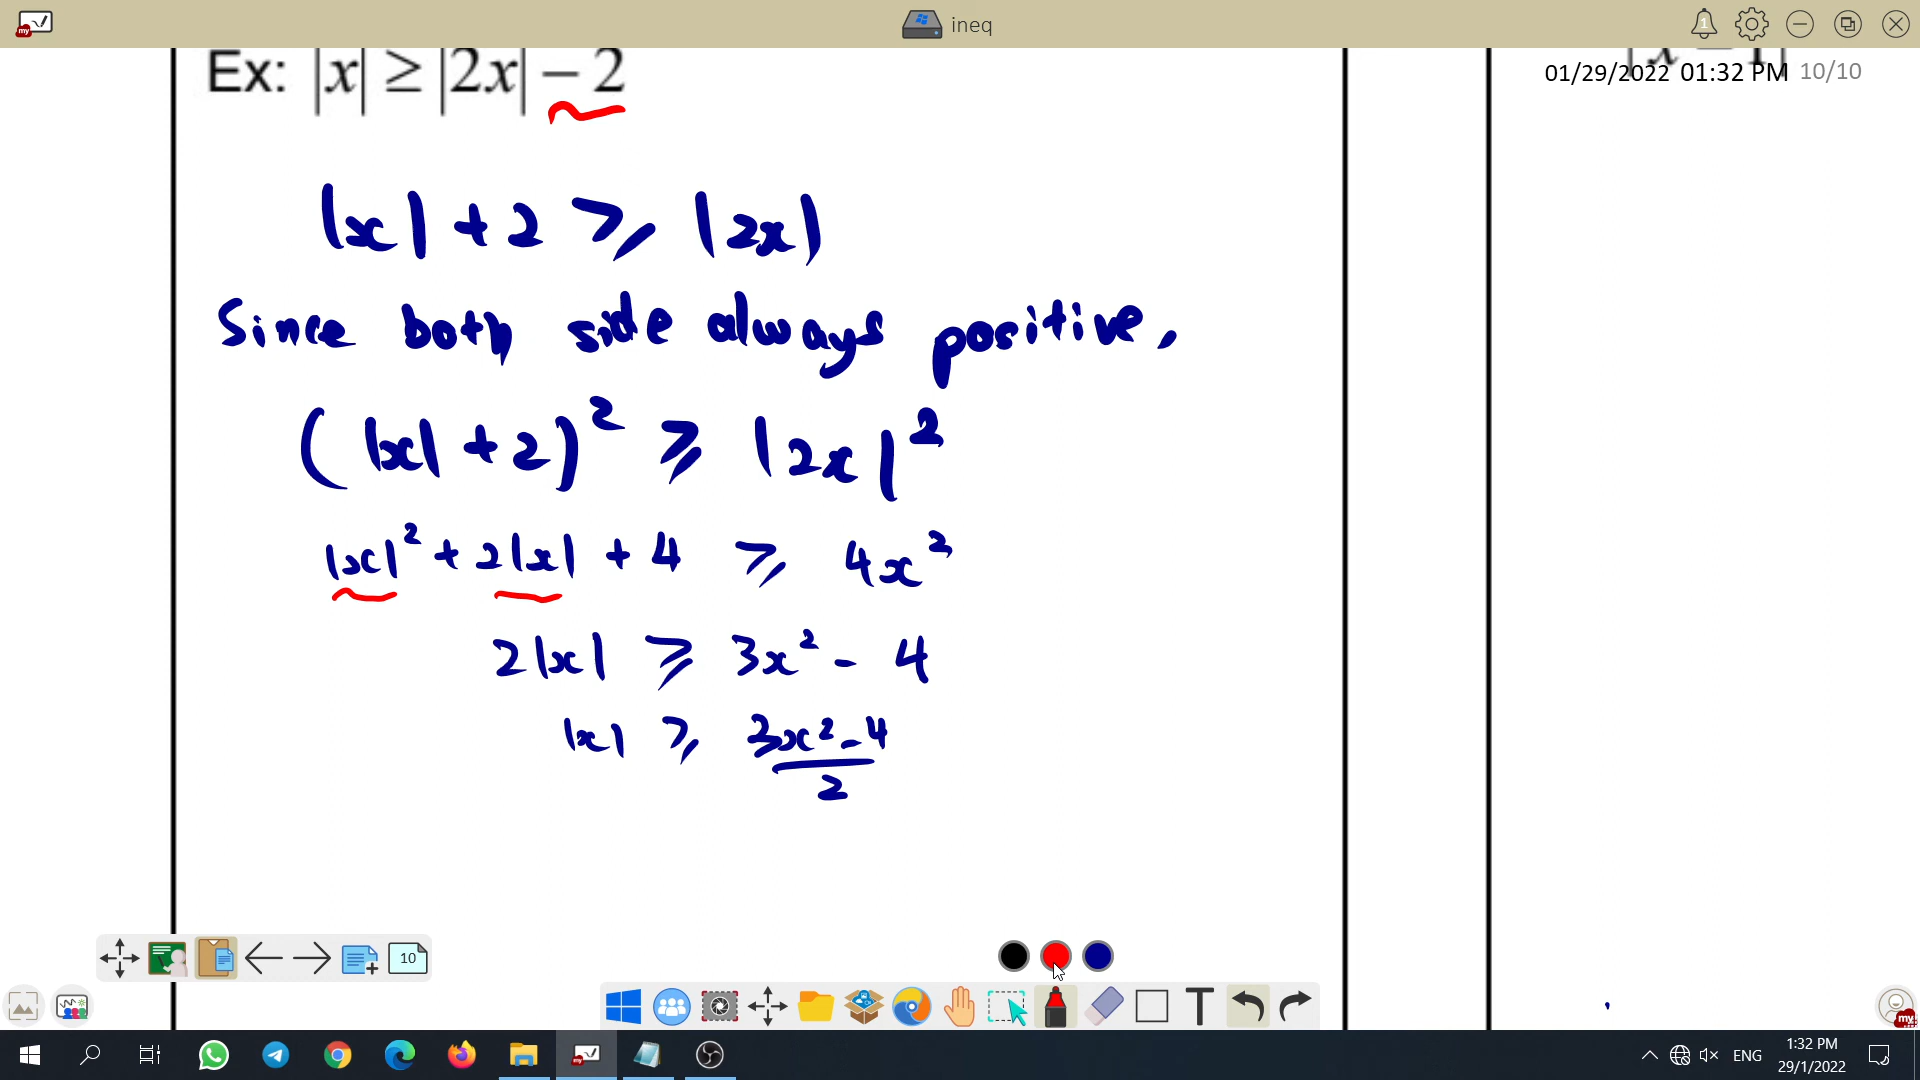 ineq
Ex: |x| ≥ |2x| − 2
01/29/2022 01:32 PM 10/10
|x| + 2 ⩾ |2x|
Since both side always positive,
(|x| + 2)² ⩾ |2x|²
|x|² + 2|x| + 4 ⩾ 4x²
2|x| ⩾ 3x² - 4
|x| ⩾ 3x² - 4
2
10
T
my
ENG
1:32 PM
29/1/2022